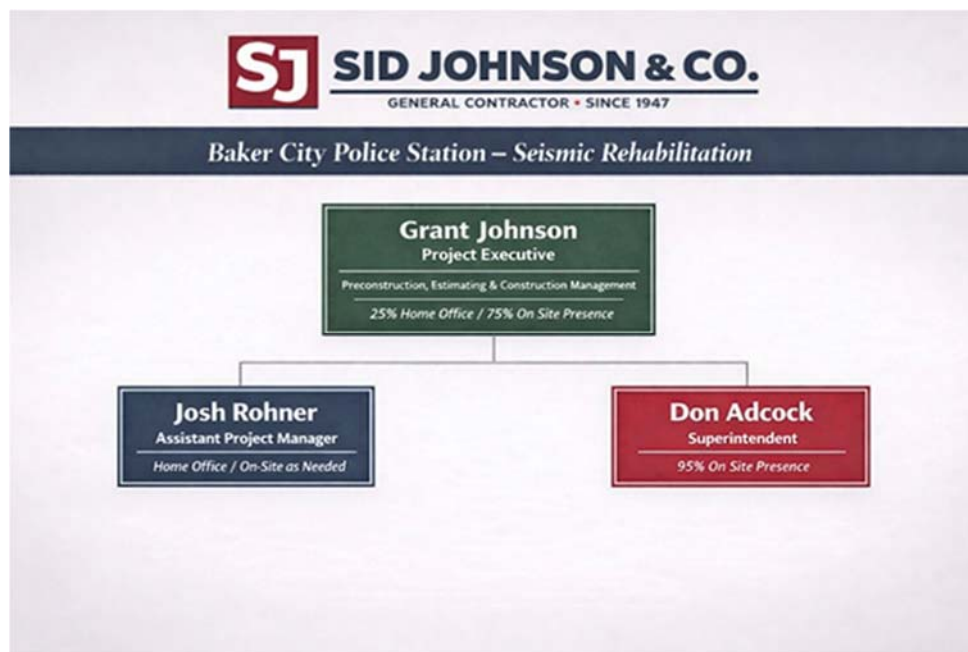 SJ SID JOHNSON & CO.
GENERAL CONTRACTOR • SINCE 1947
Baker City Police Station – Seismic Rehabilitation
Grant Johnson
Project Executive
Preconstruction, Estimating & Construction Management
25% Home Office / 75% On Site Presence
Josh Rohner
Assistant Project Manager
Home Office / On-Site as Needed
Don Adcock
Superintendent
95% On Site Presence